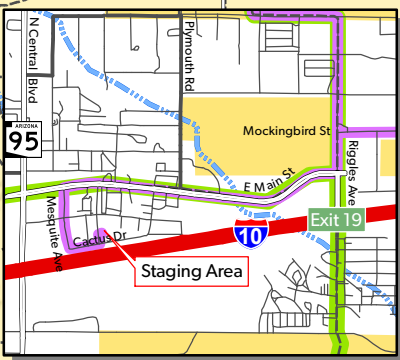 N Central Blvd
Plymouth Rd
ARIZONA
95
Mockingbird St
Riggles Ave
E Main St
Exit 19
10
Mesquite Ave
Cactus Dr
Staging Area